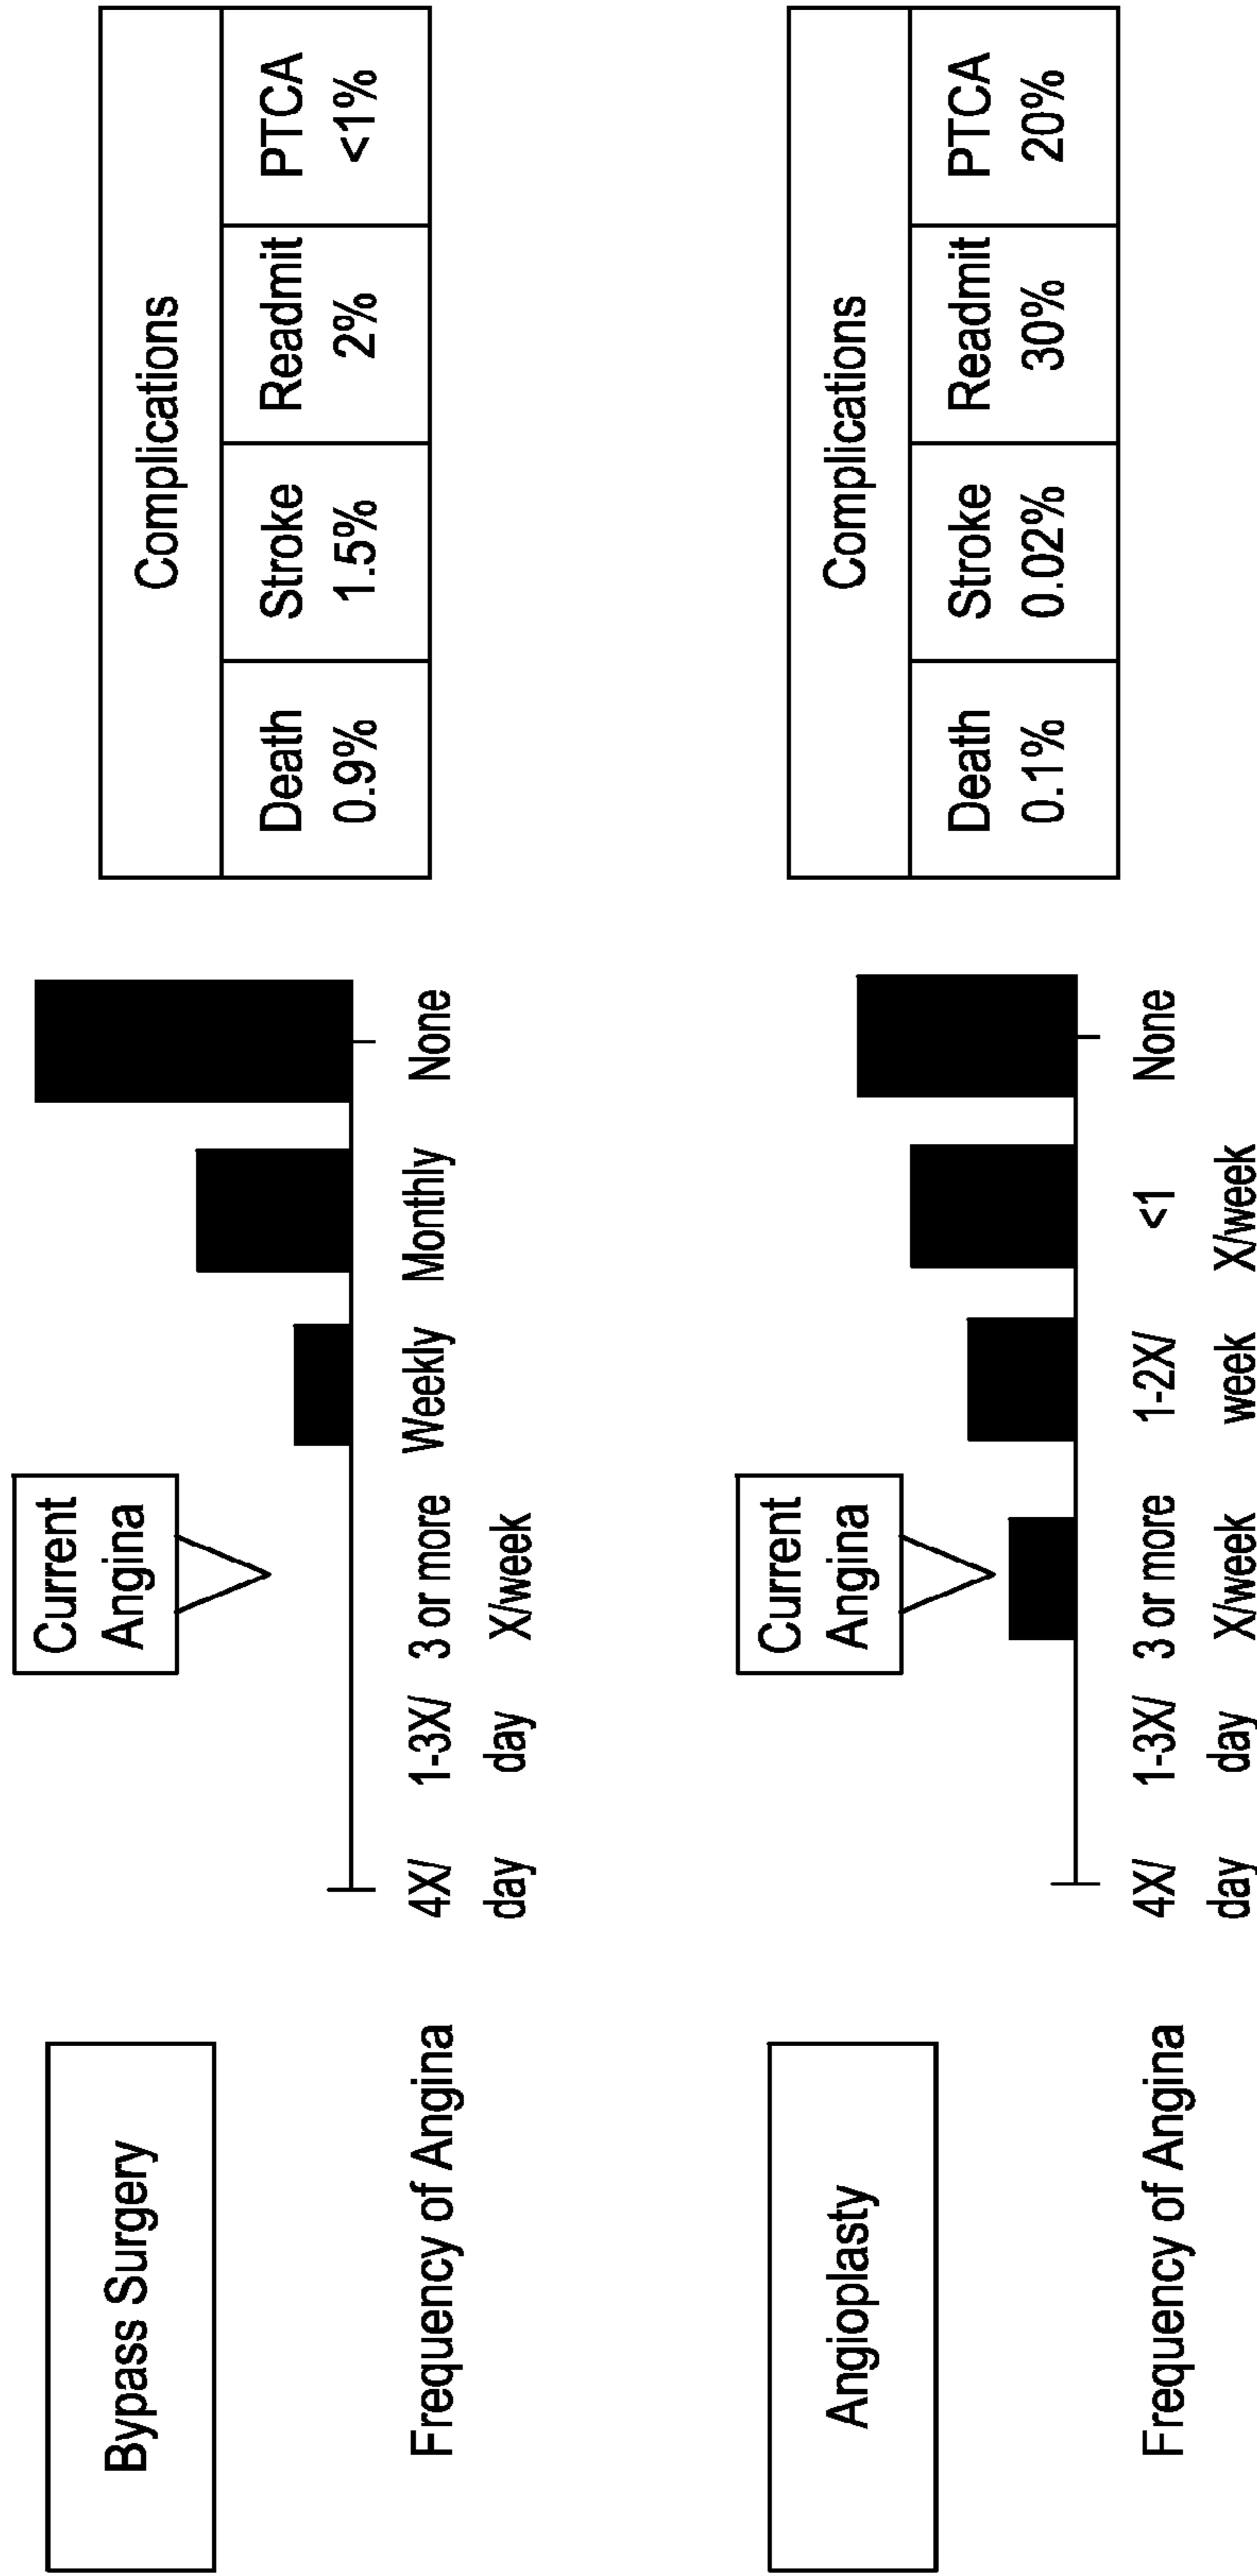 Bypass Surgery
Current
Angina
Frequency of Angina
4X/
day
1-3X/
day
3 or more
X/week
Weekly
Monthly
None
Complications
Death
0.9%
Stroke
1.5%
Readmit
2%
PTCA
<1%
Angioplasty
Current
Angina
Frequency of Angina
4X/
day
1-3X/
day
3 or more
X/week
1-2X/
week
<1
X/week
None
Complications
Death
0.1%
Stroke
0.02%
Readmit
30%
PTCA
20%